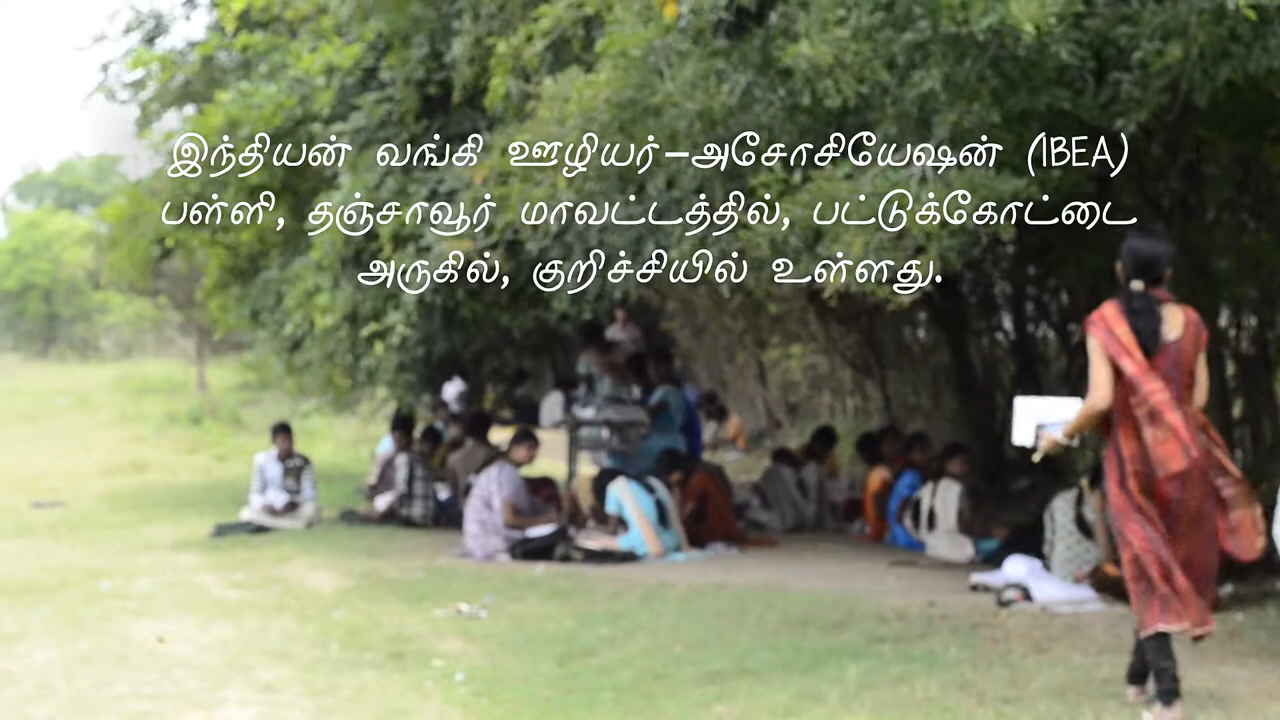 இந்தியன் வங்கி ஊழியர்-அசோசியேஷன் (IBEA)
பள்ளி, தஞ்சாவூர் மாவட்டத்தில், பட்டுக்கோட்டை
அருகில், குறிச்சியில் உள்ளது.